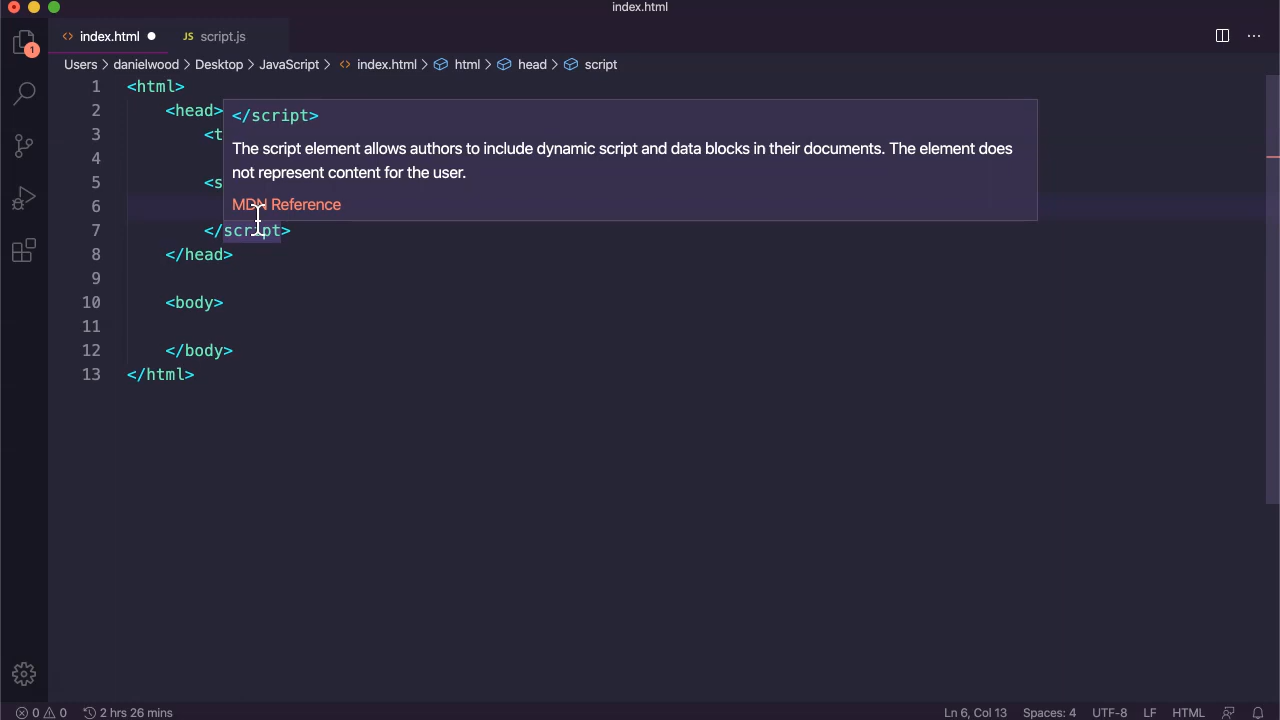 index.html
1
index.html
JS script.js
Users > danielwood > Desktop > JavaScript > index.html > html > head > script
1 <html>
2 <head>
</script>
3 <t
The script element allows authors to include dynamic script and data blocks in their documents. The element does
4
not represent content for the user.
5 <s
MDN Reference
6
7 </script>
8 </head>
9
10 <body>
11
12 </body>
13 </html>
0 0 2 hrs 26 mins
Ln 6, Col 13 Spaces: 4 UTF-8 LF HTML